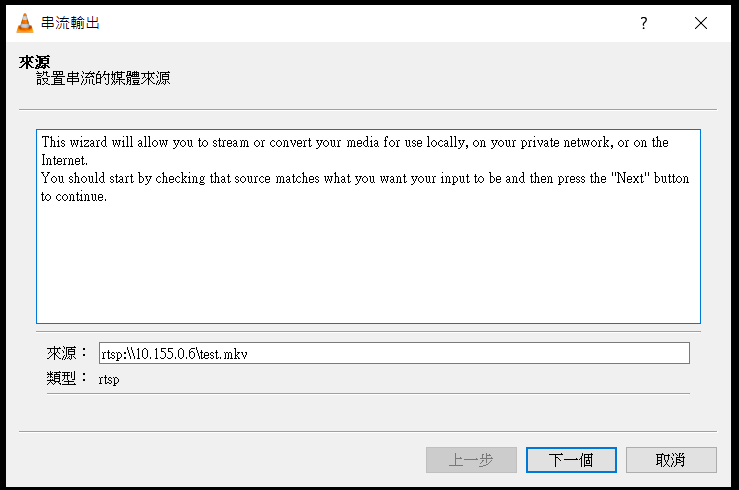 串流輸出
來源
設置串流的媒體來源
This wizard will allow you to stream or convert your media for use locally, on your private network, or on the
Internet.
You should start by checking that source matches what you want your input to be and then press the "Next" button
to continue.
來源： rtsp:\\10.155.0.6\test.mkv
類型： rtsp
上一步 下一個 取消